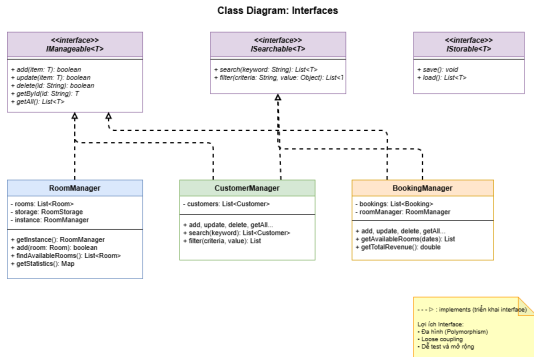 Class Diagram: Interfaces
<<interface>>
IManageable<T>
+ add(item: T): boolean
+ update(item: T): boolean
+ delete(id: String): boolean
+ getById(id: String): T
+ getAll(): List<T>
<<interface>>
ISearchable<T>
+ search(keyword: String): List<T>
+ filter(criteria: String, value: Object): List<T
<<interface>>
IStorable<T>
+ save(): void
+ load(): List<T>
RoomManager
- rooms: List<Room>
- storage: RoomStorage
- instance: RoomManager
+ getInstance(): RoomManager
+ add(room: Room): boolean
+ findAvailableRooms(): List<Room>
+ getStatistics(): Map
CustomerManager
- customers: List<Customer>
+ add, update, delete, getAll...
+ search(keyword): List<Customer>
+ filter(criteria, value): List
BookingManager
- bookings: List<Booking>
- roomManager: RoomManager
+ add, update, delete, getAll...
+ getAvailableRooms(dates): List
+ getTotalRevenue(): double
- - - ▷ : implements (triển khai interface)
Lợi ích Interface:
• Đa hình (Polymorphism)
• Loose coupling
• Dễ test và mở rộng